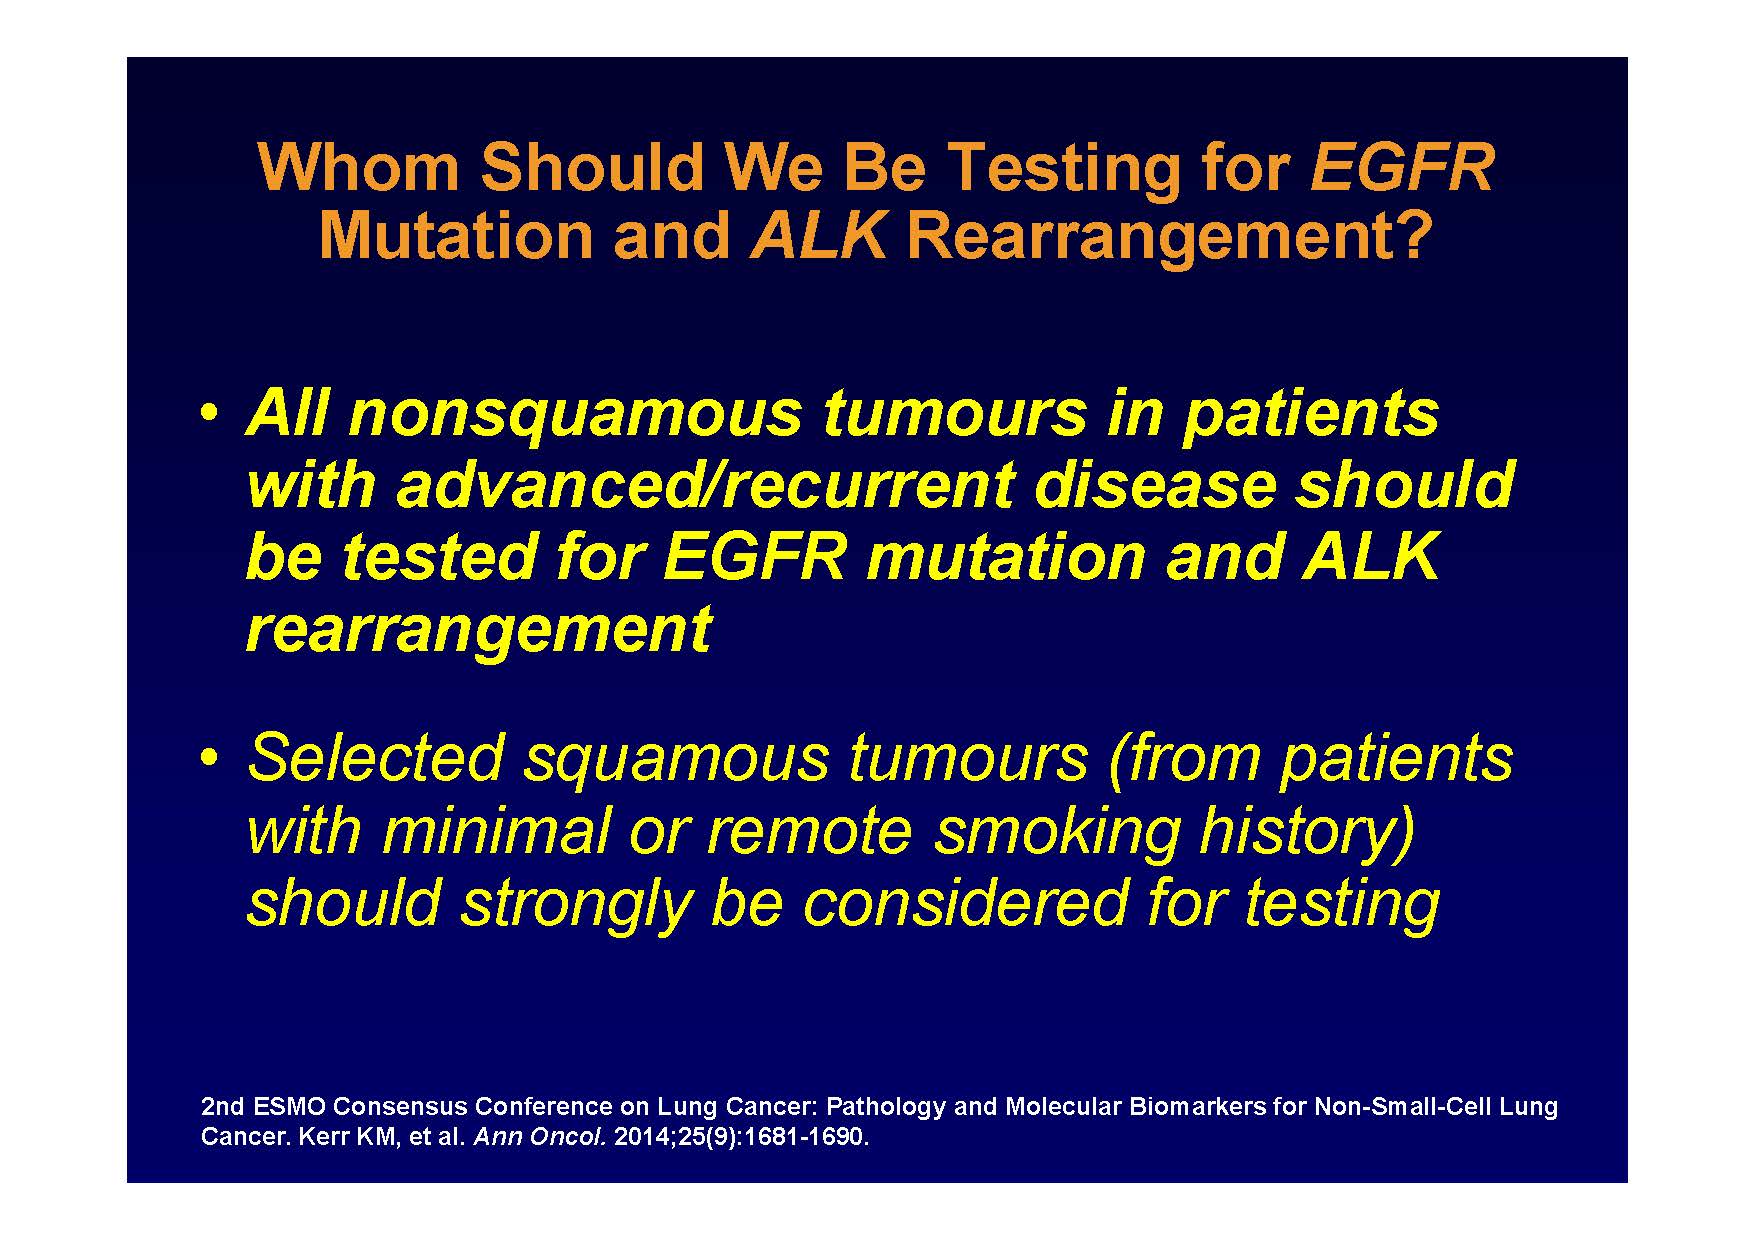 Whom Should We Be Testing for EGFR
Mutation and ALK Rearrangement?
• All nonsquamous tumours in patients
with advanced/recurrent disease should
be tested for EGFR mutation and ALK
rearrangement
• Selected squamous tumours (from patients
with minimal or remote smoking history)
should strongly be considered for testing
2nd ESMO Consensus Conference on Lung Cancer: Pathology and Molecular Biomarkers for Non-Small-Cell Lung
Cancer. Kerr KM, et al. Ann Oncol. 2014;25(9):1681-1690.